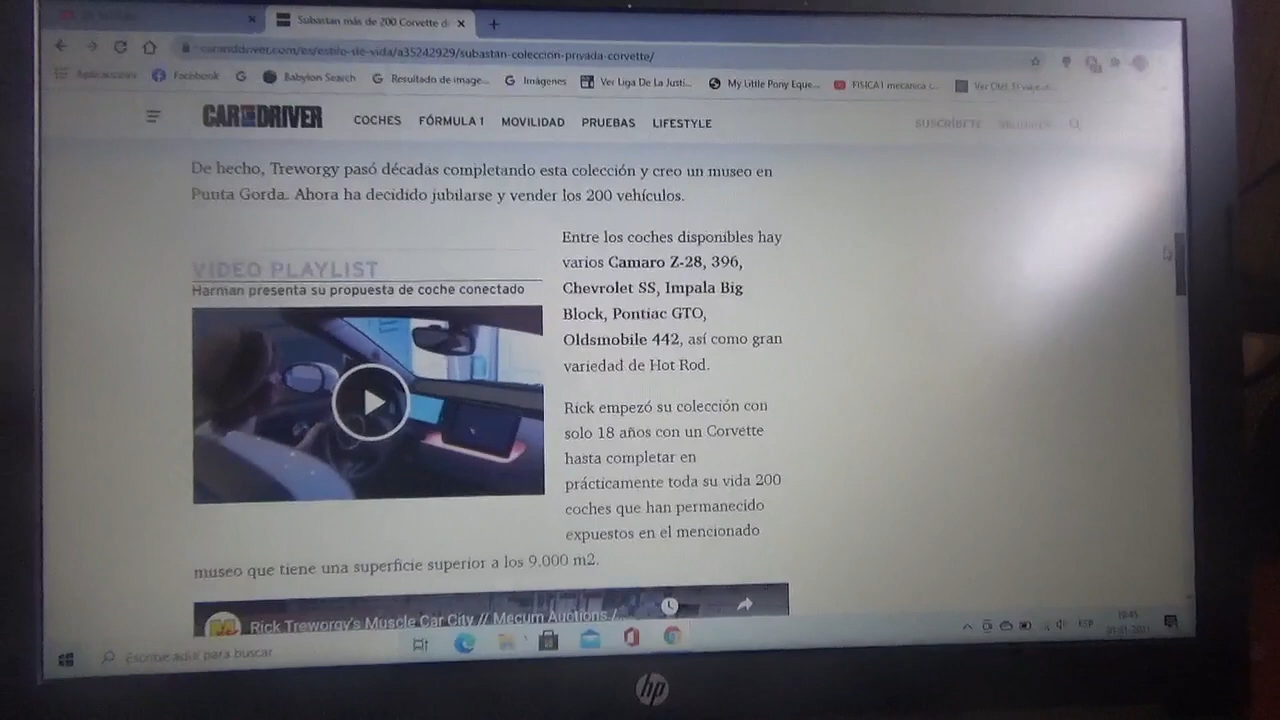 Subastan más de 200 Corvette d
caranddriver.com/es/estilo-de-vida/a35242929/subastan-coleccion-privada-corvette/
Aplicaciones
Facebook
Babylon Search
Resultado de image...
Imágenes
Ver Liga De La Justi...
My Little Pony Eque...
FISICA I mecanica c...
CAR DRIVER
COCHES
FÓRMULA 1
MOVILIDAD
PRUEBAS
LIFESTYLE
SUSCRÍBETE
De hecho, Treworgy pasó décadas completando esta colección y creo un museo en
Punta Gorda. Ahora ha decidido jubilarse y vender los 200 vehículos.
VIDEO PLAYLIST
Harman presenta su propuesta de coche conectado
Entre los coches disponibles hay
varios Camaro Z-28, 396,
Chevrolet SS, Impala Big
Block, Pontiac GTO,
Oldsmobile 442, así como gran
variedad de Hot Rod.
Rick empezó su colección con
solo 18 años con un Corvette
hasta completar en
prácticamente toda su vida 200
coches que han permanecido
expuestos en el mencionado
museo que tiene una superficie superior a los 9.000 m2.
Rick Treworgy's Muscle Car City // Mecum Auctions /...
Escribe aquí para buscar
ESP
19:45
hp